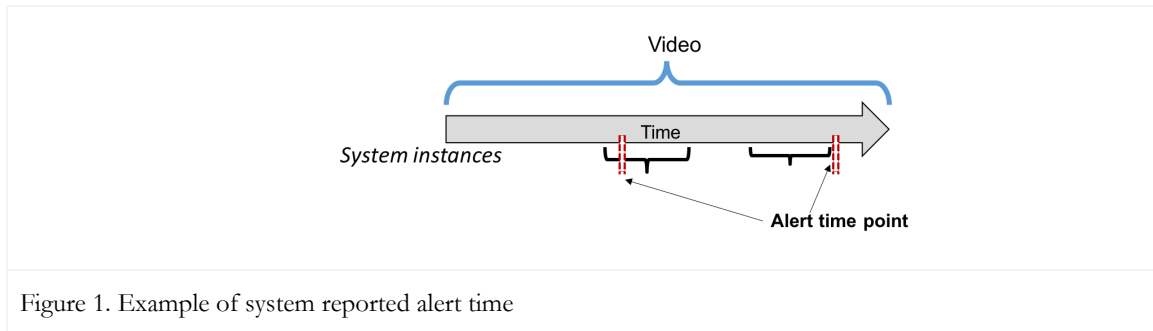 Video
Time
System instances
Alert time point
Figure 1. Example of system reported alert time